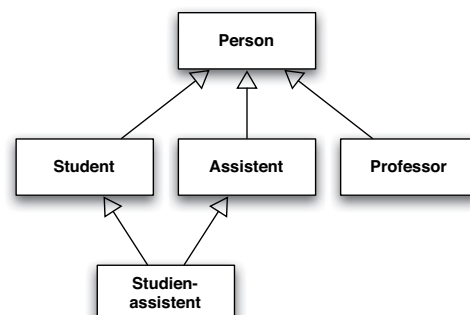 Person
Student
Assistent
Professor
Studien-
assistent